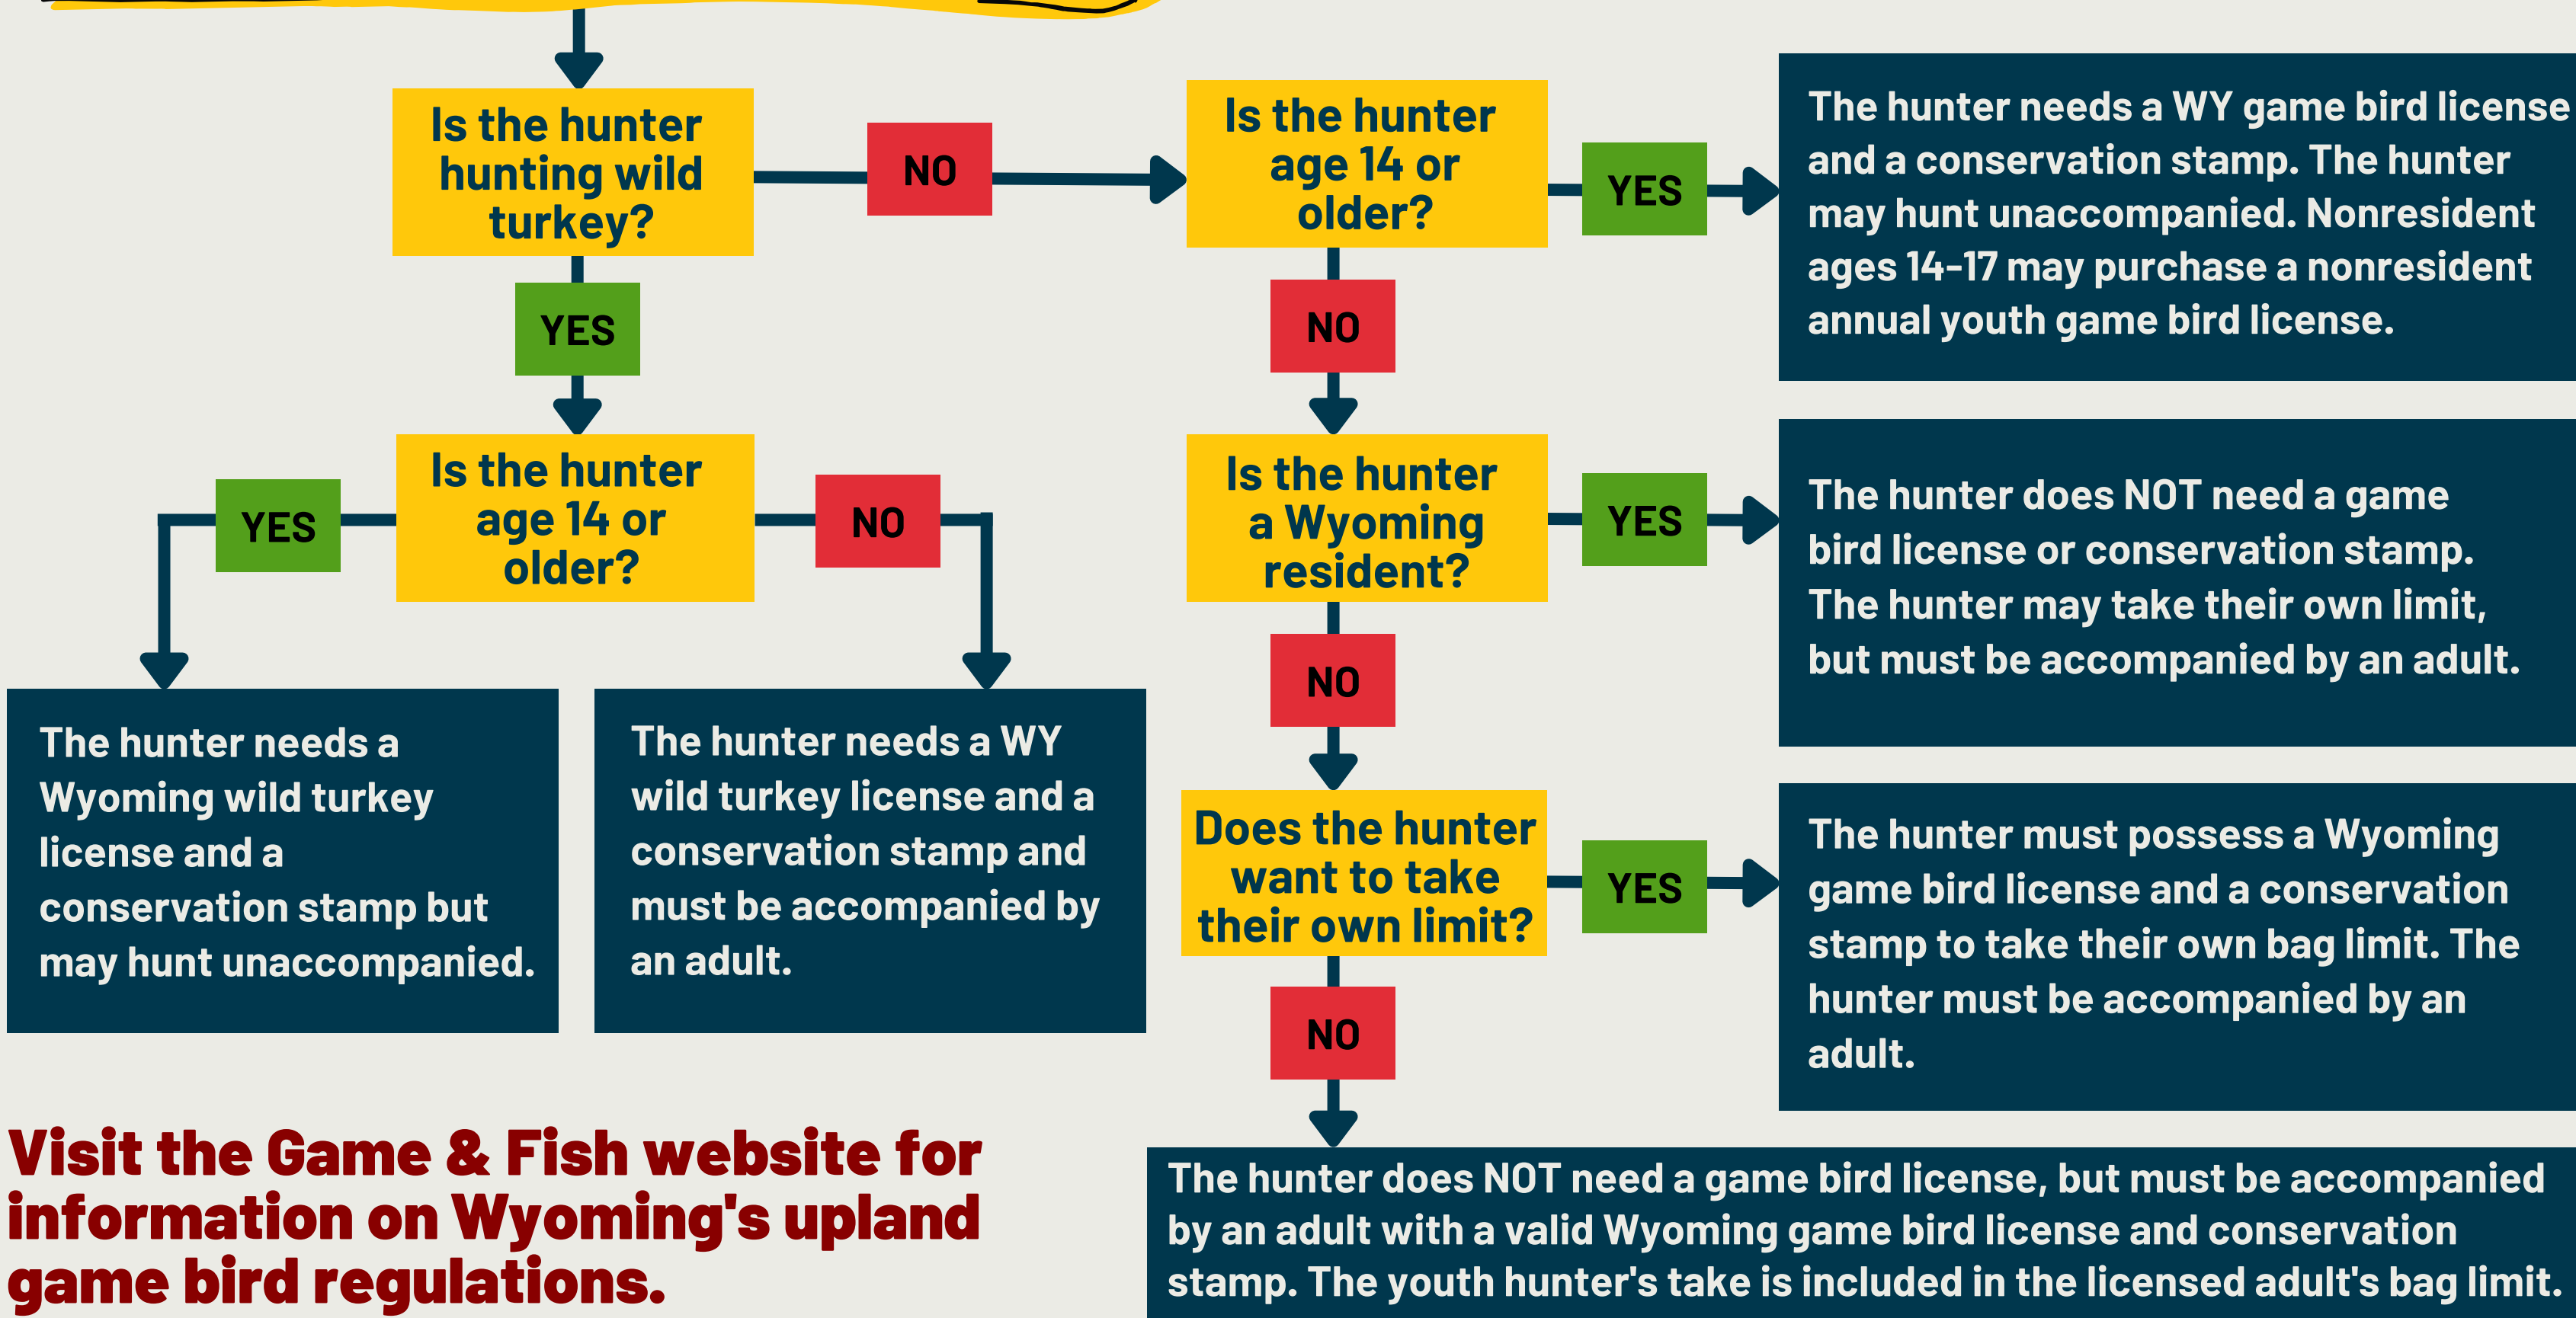 Is the hunter
hunting wild
turkey?
NO
Is the hunter
age 14 or
older?
YES
The hunter needs a WY game bird license
and a conservation stamp. The hunter
may hunt unaccompanied. Nonresident
ages 14-17 may purchase a nonresident
annual youth game bird license.
YES
NO
Is the hunter
age 14 or
older?
YES
NO
Is the hunter
a Wyoming
resident?
YES
The hunter does NOT need a game
bird license or conservation stamp.
The hunter may take their own limit,
but must be accompanied by an adult.
NO
The hunter needs a
Wyoming wild turkey
license and a
conservation stamp but
may hunt unaccompanied.
The hunter needs a WY
wild turkey license and a
conservation stamp and
must be accompanied by
an adult.
Does the hunter
want to take
their own limit?
YES
The hunter must possess a Wyoming
game bird license and a conservation
stamp to take their own bag limit. The
hunter must be accompanied by an
adult.
NO
The hunter does NOT need a game bird license, but must be accompanied
by an adult with a valid Wyoming game bird license and conservation
stamp. The youth hunter's take is included in the licensed adult's bag limit.
Visit the Game & Fish website for
information on Wyoming's upland
game bird regulations.